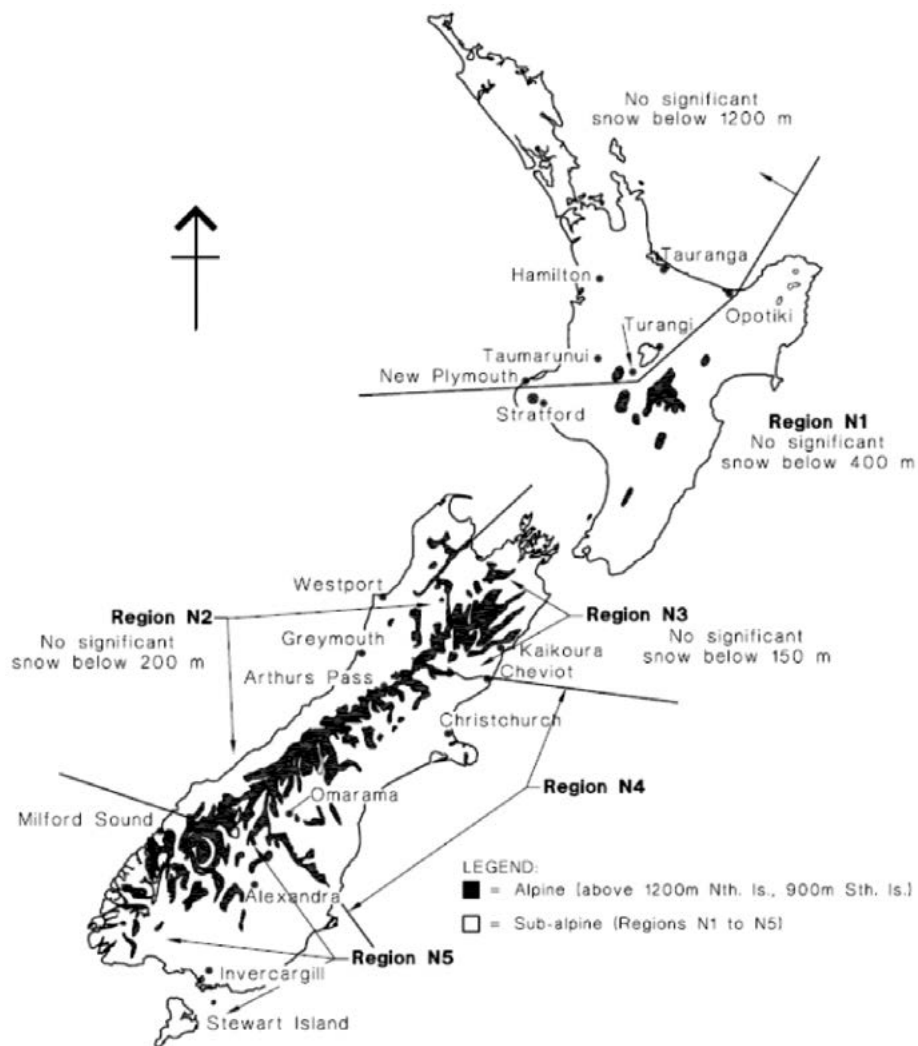 No significant
snow below 1200 m
Tauranga
Hamilton
Opotiki
Turangi
Taumarunui
New Plymouth
Stratford
Region N1
No significant
snow below 400 m
Westport
Region N2
No significant
snow below 200 m
Greymouth
Arthurs Pass
Region N3
No significant
snow below 150 m
Kaikoura
Cheviot
Christchurch
Region N4
Omarama
Milford Sound
Alexandra
LEGEND:
= Alpine (above 1200m Nth. Is., 900m Sth. Is.)
= Sub-alpine (Regions N1 to N5)
Region N5
Invercargill
Stewart Island